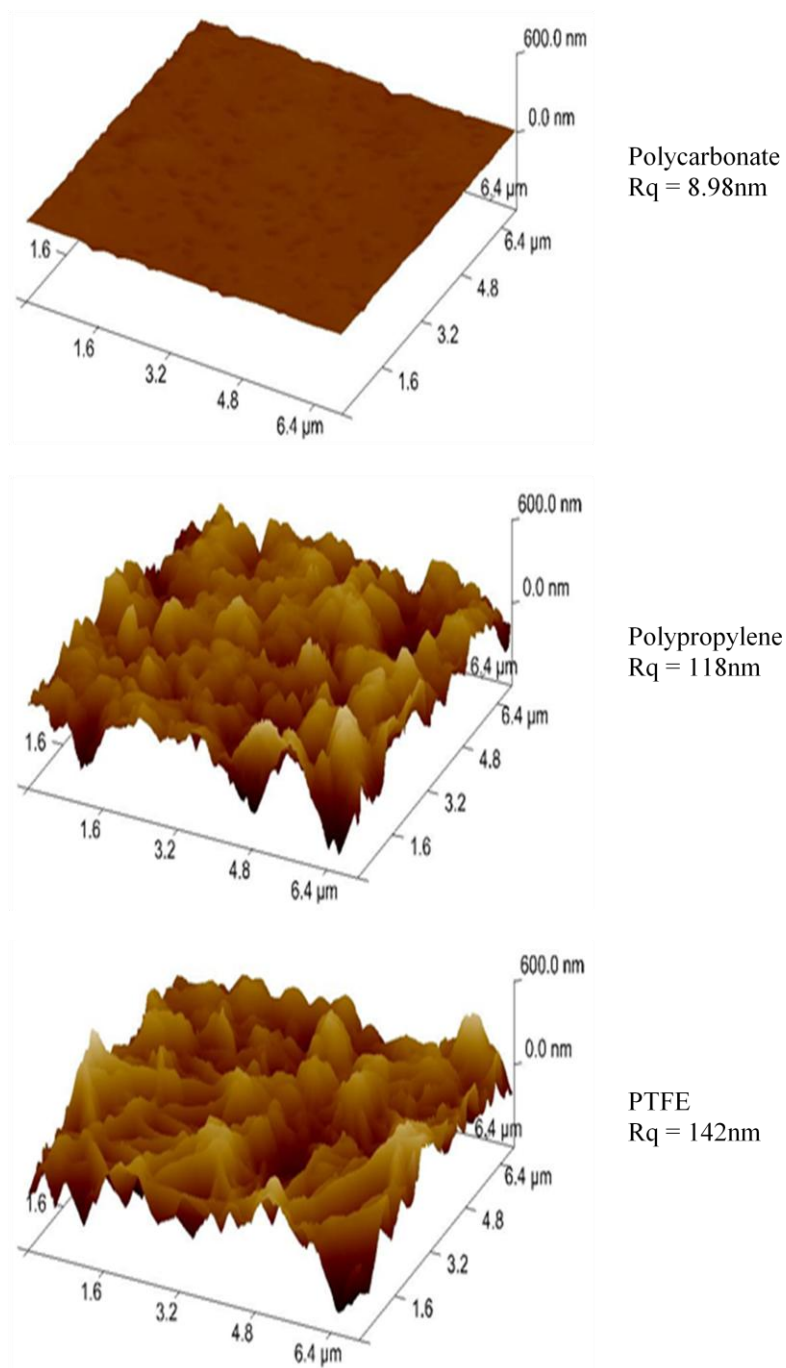 600.0 nm
0.0 nm
6.4 µm
6.4 µm
4.8
3.2
1.6
1.6
1.6
3.2
4.8
6.4 µm
Polycarbonate
Rq = 8.98nm
600.0 nm
0.0 nm
6.4 µm
6.4 µm
4.8
3.2
1.6
1.6
1.6
3.2
4.8
6.4 µm
Polypropylene
Rq = 118nm
600.0 nm
0.0 nm
6.4 µm
6.4 µm
4.8
3.2
1.6
1.6
1.6
3.2
4.8
6.4 µm
PTFE
Rq = 142nm